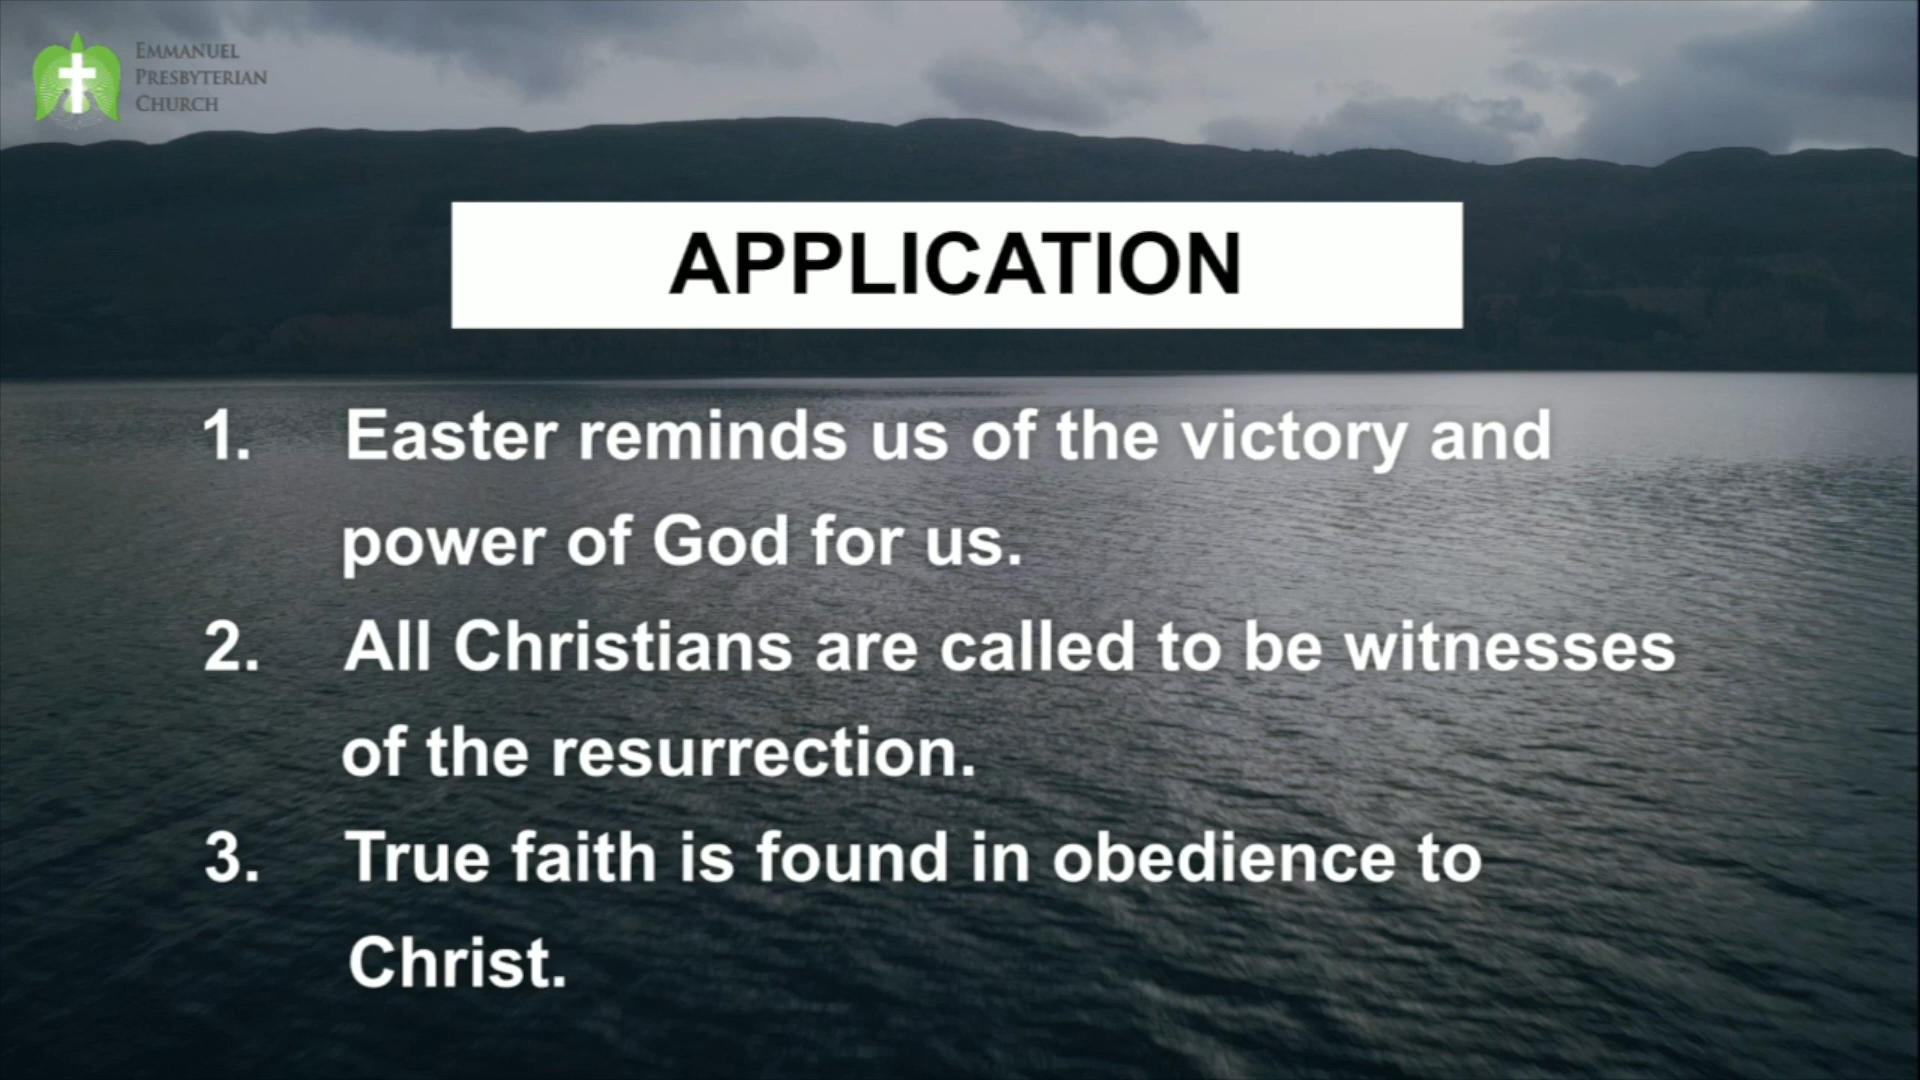 EMMANUEL
PRESBYTERIAN
CHURCH
APPLICATION
1. Easter reminds us of the victory and
power of God for us.
2. All Christians are called to be witnesses
of the resurrection.
3. True faith is found in obedience to
Christ.